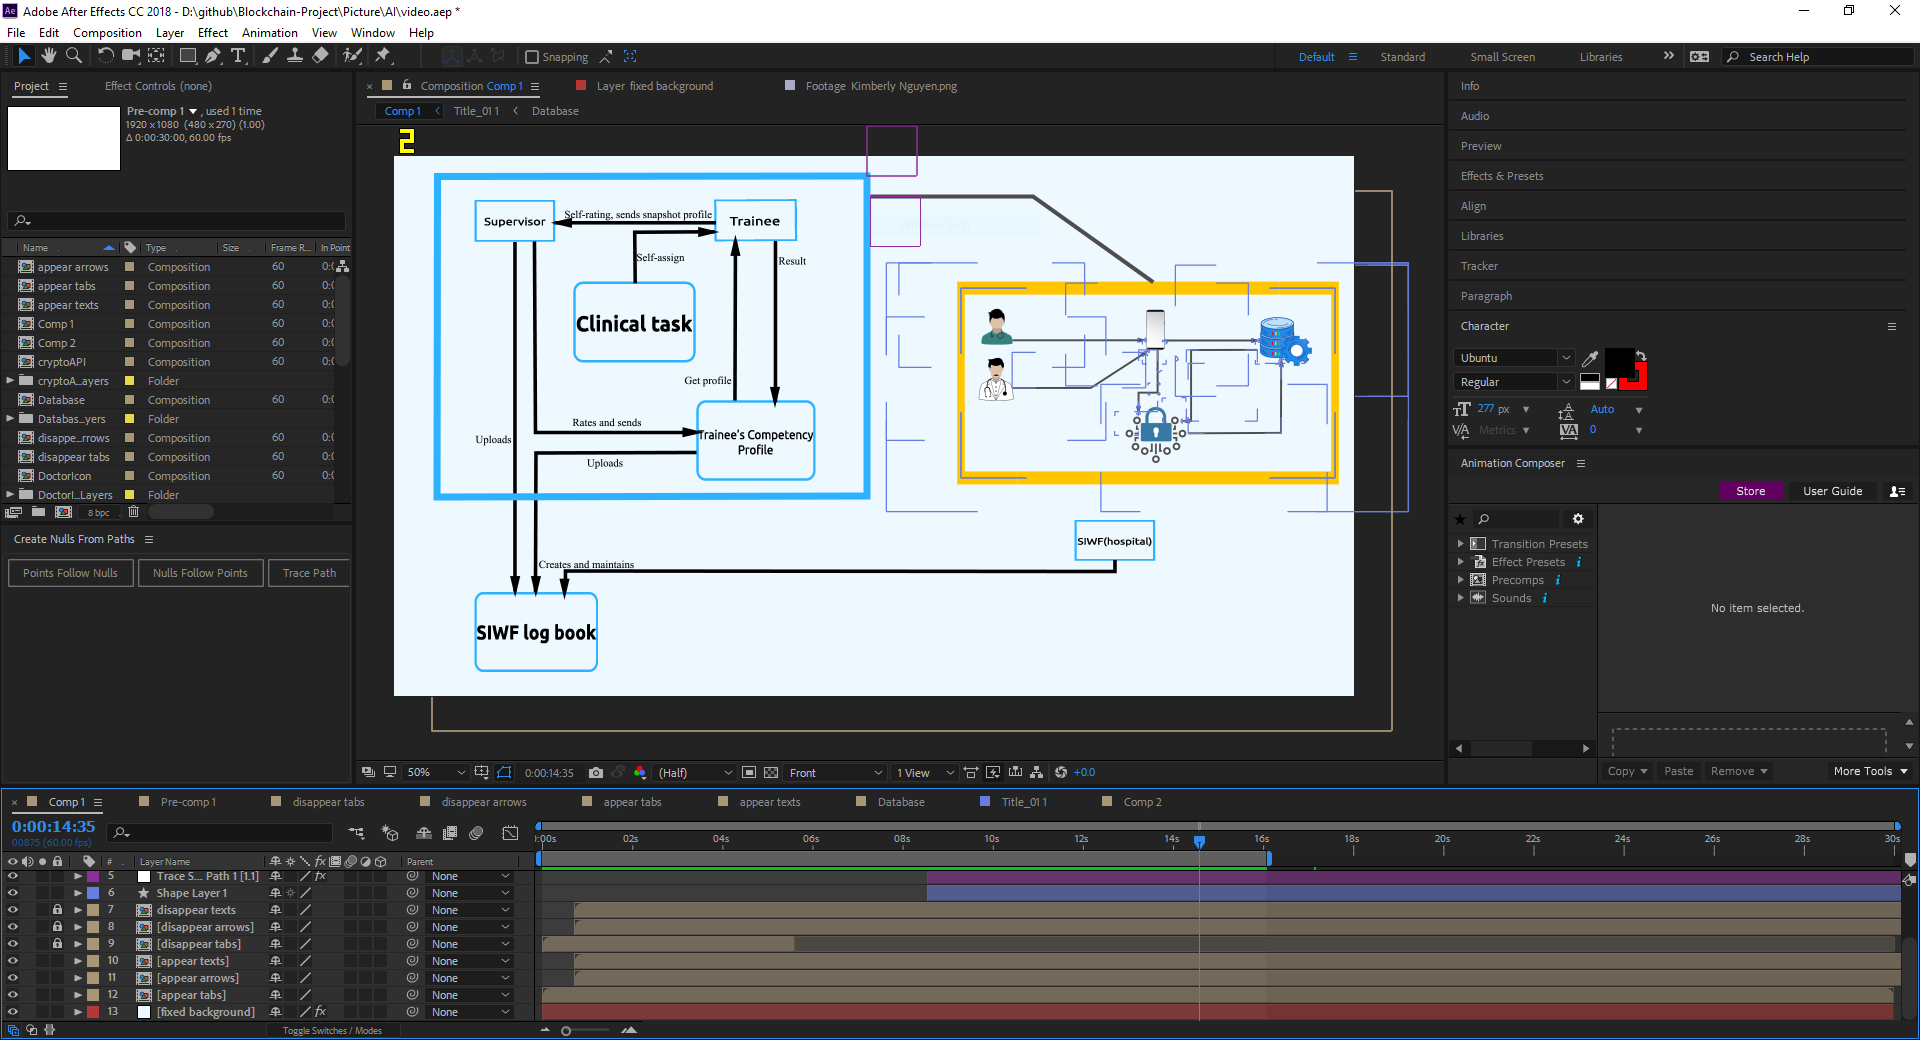 Adobe After Effects CC 2018 - D:\github\Blockchain-Project\Picture\AI\video.aep *
File Edit Composition Layer Effect Animation View Window Help
Snapping
Default Standard Small Screen Libraries Search Help
Project Effect Controls (none)
Pre-comp 1 , used 1 time
1920 x1080 (480 x270) (1.00)
Δ 0:00:30:00, 60.00 fps
Name Type Size Frame R... In Point
appear arrows Composition 60
appear tabs Composition 60
appear texts Composition 60
Comp 1 Composition 60
Comp 2 Composition 60
cryptoAPI Composition 60
cryptoA...ayers Folder
Database Composition 60
Databas...yers Folder
disappe...rrows Composition 60
disappear tabs Composition 60
DoctorIcon Composition 60
DoctorI...Layers Folder
8 bpc
Create Nulls From Paths
Points Follow Nulls Nulls Follow Points Trace Path
Composition Comp 1 Layer fixed background Footage Kimberly Nguyen.png
Comp 1 Title_01 1 Database
2
Supervisor
Self-rating, sends snapshot profile
Trainee
Self-assign
Result
Clinical task
Get profile
Rates and sends
Trainee's Competency
Profile
Uploads
Uploads
SIWF(hospital)
Creates and maintains
SIWF log book
50% 0:00:14:35 (Half) Front 1 View +0.0
Info
Audio
Preview
Effects & Presets
Align
Libraries
Tracker
Paragraph
Character
Ubuntu
Regular
277 px Auto
Metrics 0
Animation Composer
Store User Guide
Transition Presets
Effect Presets
Precomps
Sounds
No item selected.
Copy Paste Remove More Tools
Comp 1 Pre-comp 1 disappear tabs disappear arrows appear tabs appear texts Database Title_01 1 Comp 2
0:00:14:35
00875 (60.00 fps)
:00s 02s 04s 06s 08s 10s 12s 14s 16s 18s 20s 22s 24s 26s 28s 30s
# Layer Name Parent
5 Trace S... Path 1 [1.1] None
6 Shape Layer 1 None
7 disappear texts None
8 [disappear arrows] None
9 [disappear tabs] None
10 [appear texts] None
11 [appear arrows] None
12 [appear tabs] None
13 [fixed background] None
Toggle Switches / Modes